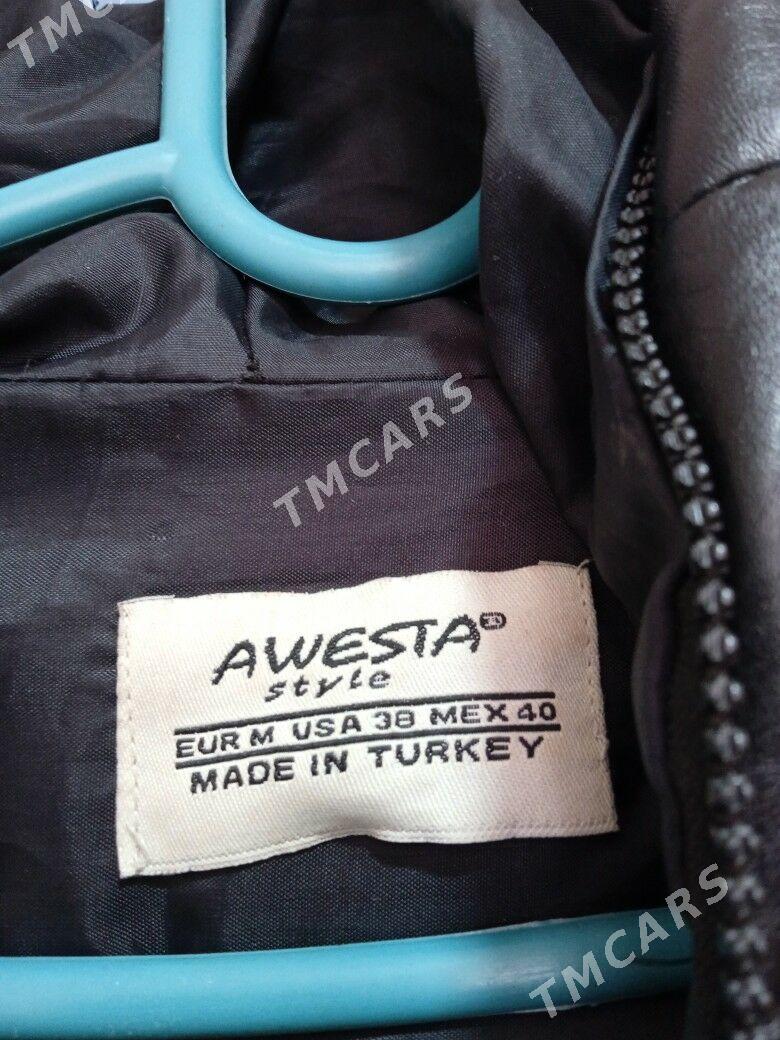 TMCARS
TMCARS
AWESTA
style
EUR M USA 38 MEX 40
MADE IN TURKEY
TMCARS